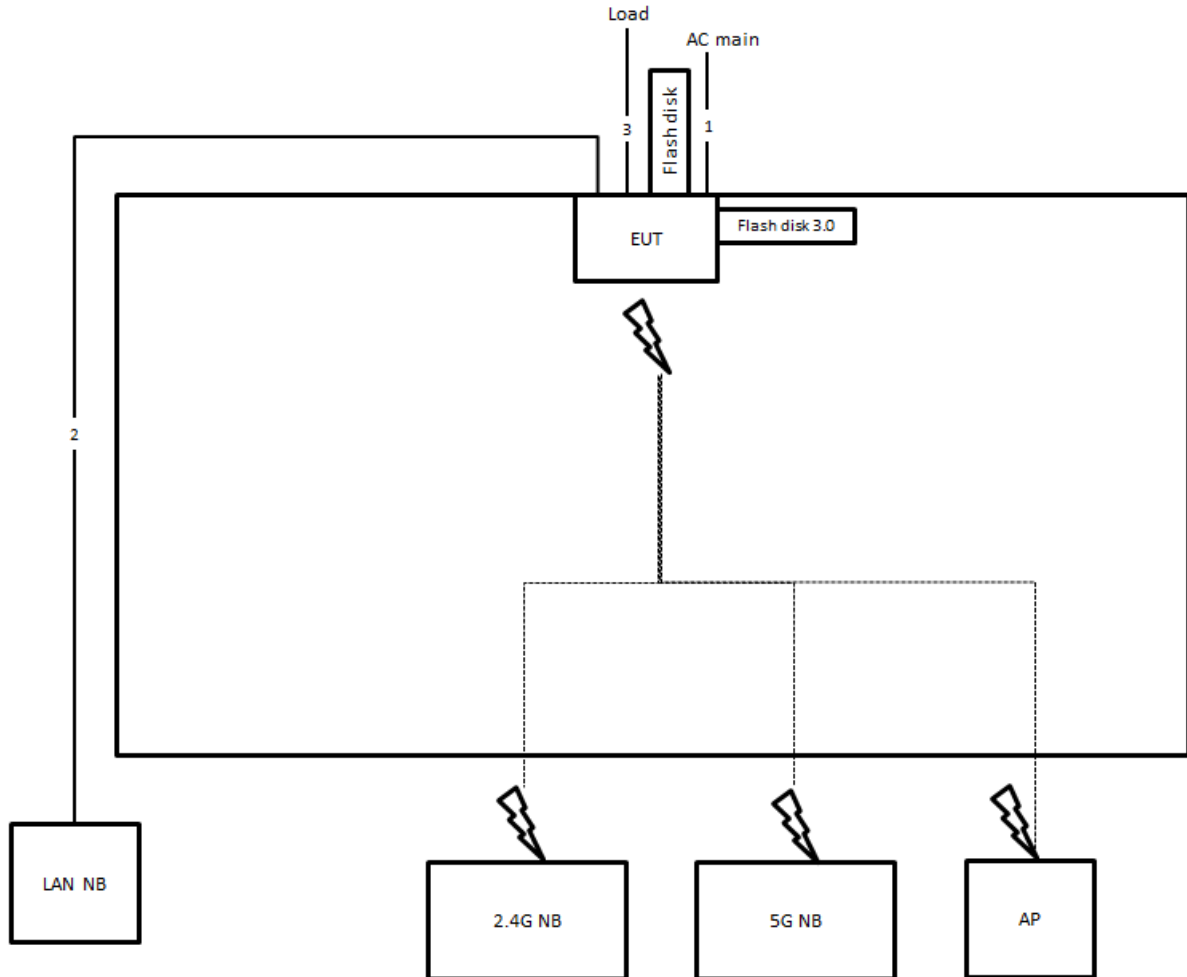 Load
AC main
Flash disk
3
1
Flash disk 3.0
EUT
2
LAN NB
2.4G NB
5G NB
AP